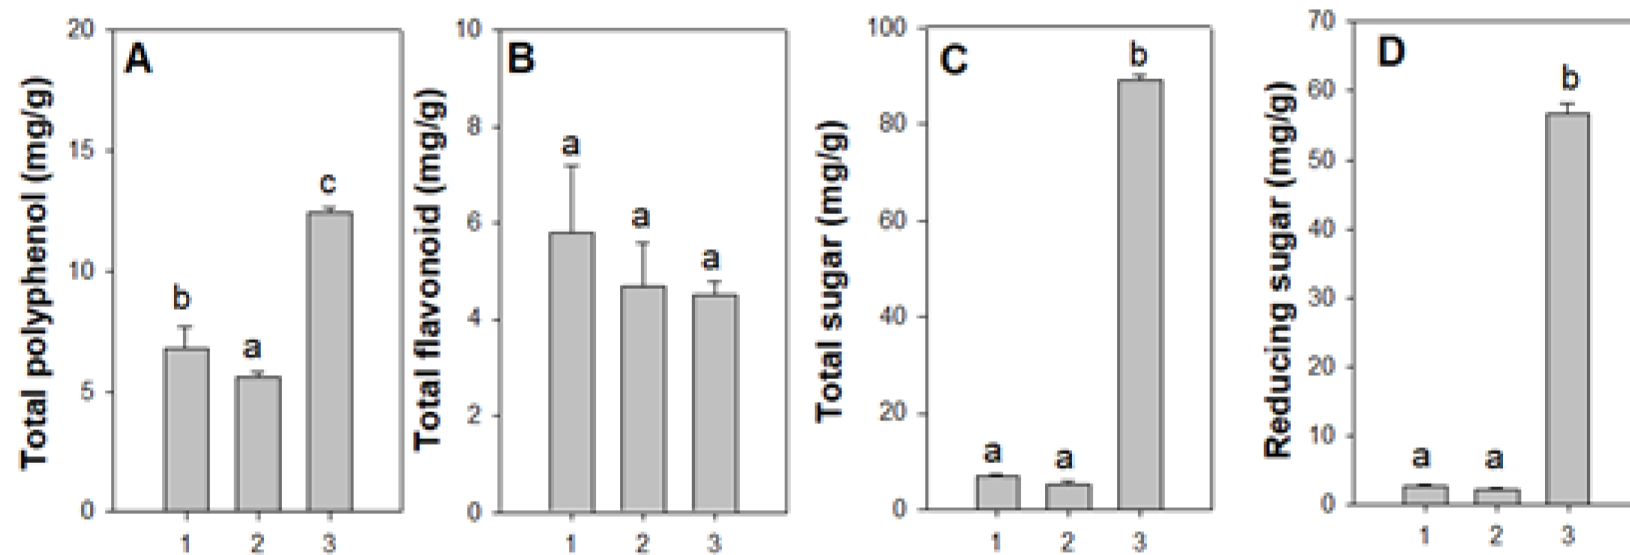 Total polyphenol (mg/g)
20
15
10
5
0
A
b
a
c
1 2 3
Total flavonoid (mg/g)
10
8
6
4
2
0
B
a
a
a
1 2 3
Total sugar (mg/g)
100
80
60
40
20
0
C
a
a
b
1 2 3
Reducing sugar (mg/g)
70
60
50
40
30
20
10
0
D
a
a
b
1 2 3